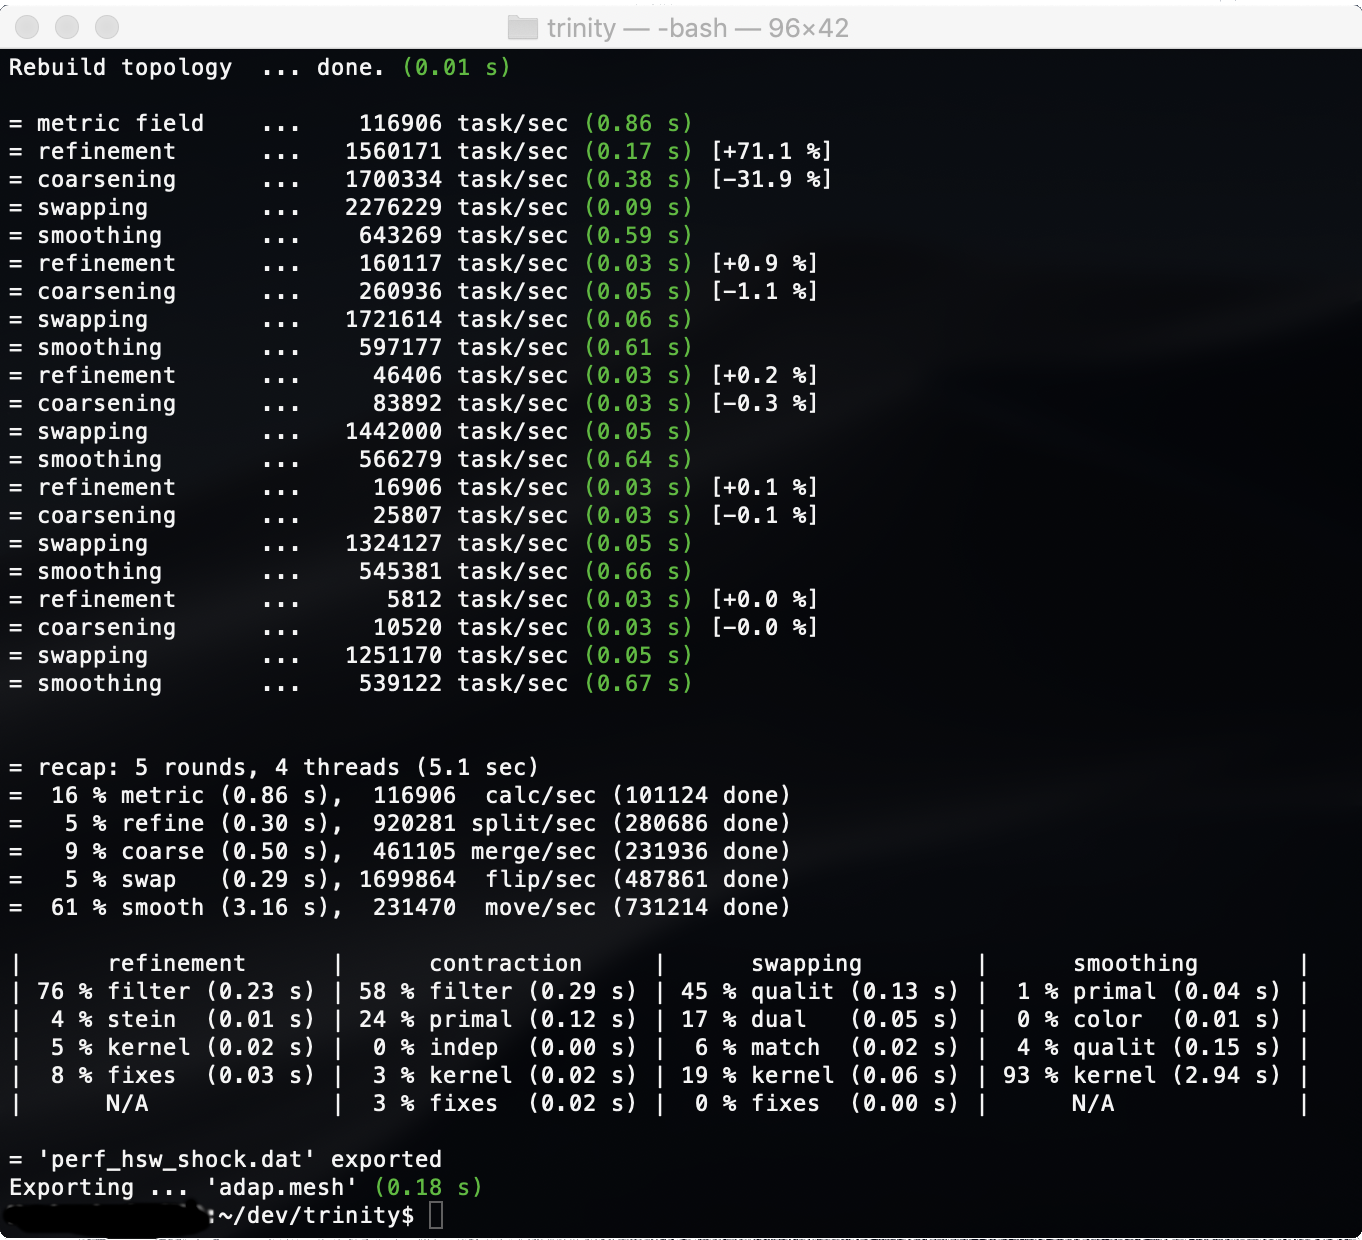 trinity — -bash — 96×42
Rebuild topology  ... done. (0.01 s)
= metric field    ...    116906 task/sec (0.86 s)
= refinement      ...   1560171 task/sec (0.17 s) [+71.1 %]
= coarsening      ...   1700334 task/sec (0.38 s) [-31.9 %]
= swapping        ...   2276229 task/sec (0.09 s)
= smoothing       ...    643269 task/sec (0.59 s)
= refinement      ...    160117 task/sec (0.03 s) [+0.9 %]
= coarsening      ...    260936 task/sec (0.05 s) [-1.1 %]
= swapping        ...   1721614 task/sec (0.06 s)
= smoothing       ...    597177 task/sec (0.61 s)
= refinement      ...     46406 task/sec (0.03 s) [+0.2 %]
= coarsening      ...     83892 task/sec (0.03 s) [-0.3 %]
= swapping        ...   1442000 task/sec (0.05 s)
= smoothing       ...    566279 task/sec (0.64 s)
= refinement      ...     16906 task/sec (0.03 s) [+0.1 %]
= coarsening      ...     25807 task/sec (0.03 s) [-0.1 %]
= swapping        ...   1324127 task/sec (0.05 s)
= smoothing       ...    545381 task/sec (0.66 s)
= refinement      ...      5812 task/sec (0.03 s) [+0.0 %]
= coarsening      ...     10520 task/sec (0.03 s) [-0.0 %]
= swapping        ...   1251170 task/sec (0.05 s)
= smoothing       ...    539122 task/sec (0.67 s)
= recap: 5 rounds, 4 threads (5.1 sec)
=  16 % metric (0.86 s),  116906  calc/sec (101124 done)
=   5 % refine (0.30 s),  920281 split/sec (280686 done)
=   9 % coarse (0.50 s),  461105 merge/sec (231936 done)
=   5 % swap   (0.29 s), 1699864  flip/sec (487861 done)
=  61 % smooth (3.16 s),  231470  move/sec (731214 done)
|      refinement      |      contraction     |      swapping        |      smoothing       |
| 76 % filter (0.23 s) | 58 % filter (0.29 s) | 45 % qualit (0.13 s) |  1 % primal (0.04 s) |
|  4 % stein  (0.01 s) | 24 % primal (0.12 s) | 17 % dual   (0.05 s) |  0 % color  (0.01 s) |
|  5 % kernel (0.02 s) |  0 % indep  (0.00 s) |  6 % match  (0.02 s) |  4 % qualit (0.15 s) |
|  8 % fixes  (0.03 s) |  3 % kernel (0.02 s) | 19 % kernel (0.06 s) | 93 % kernel (2.94 s) |
|      N/A             |  3 % fixes  (0.02 s) |  0 % fixes  (0.00 s) |      N/A             |
= 'perf_hsw_shock.dat' exported
Exporting ... 'adap.mesh' (0.18 s)
:~/dev/trinity$